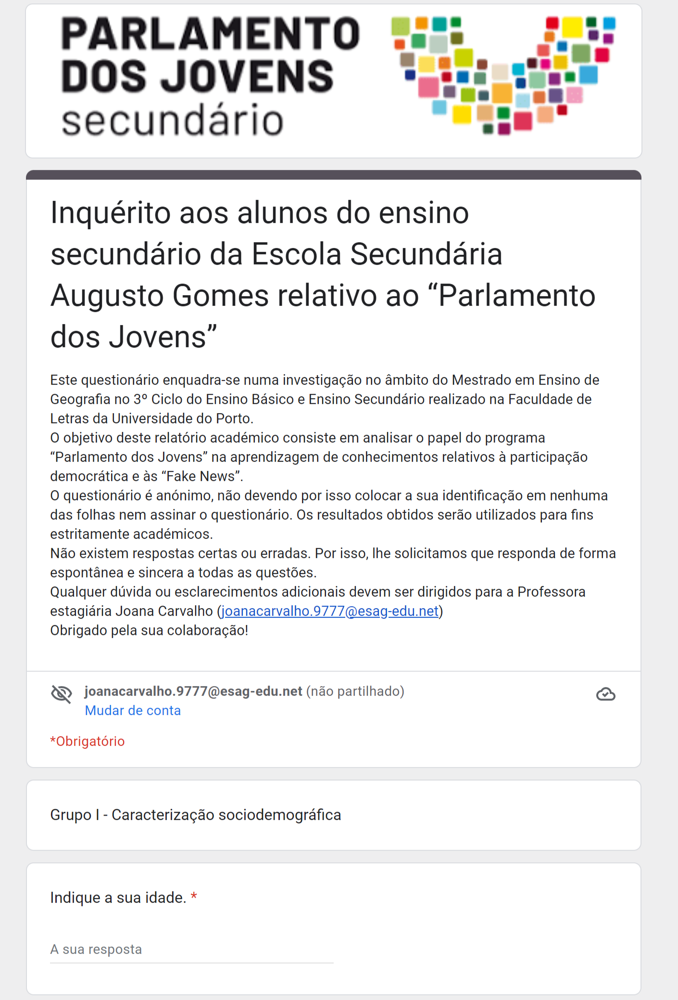 PARLAMENTO
DOS JOVENS
secundário
Inquérito aos alunos do ensino
secundário da Escola Secundária
Augusto Gomes relativo ao “Parlamento
dos Jovens”
Este questionário enquadra-se numa investigação no âmbito do Mestrado em Ensino de
Geografia no 3º Ciclo do Ensino Básico e Ensino Secundário realizado na Faculdade de
Letras da Universidade do Porto.
O objetivo deste relatório académico consiste em analisar o papel do programa
“Parlamento dos Jovens” na aprendizagem de conhecimentos relativos à participação
democrática e às “Fake News”.
O questionário é anónimo, não devendo por isso colocar a sua identificação em nenhuma
das folhas nem assinar o questionário. Os resultados obtidos serão utilizados para fins
estritamente académicos.
Não existem respostas certas ou erradas. Por isso, lhe solicitamos que responda de forma
espontânea e sincera a todas as questões.
Qualquer dúvida ou esclarecimentos adicionais devem ser dirigidos para a Professora
estagiária Joana Carvalho (joanacarvalho.9777@esag-edu.net)
Obrigado pela sua colaboração!
joanacarvalho.9777@esag-edu.net (não partilhado)
Mudar de conta
*Obrigatório
Grupo I - Caracterização sociodemográfica
Indique a sua idade. *
A sua resposta